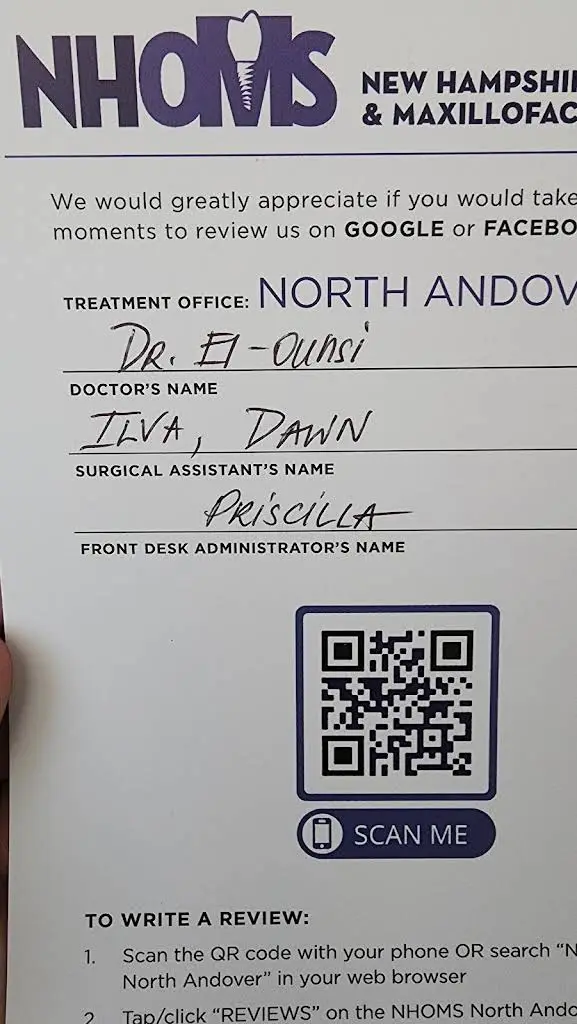 NHOMS
NEW HAMPSHI
& MAXILLOFAC
We would greatly appreciate if you would take
moments to review us on GOOGLE or FACEBO
TREATMENT OFFICE: NORTH ANDOV
DR. El-Ounsi
DOCTOR'S NAME
ILVA, DAWN
SURGICAL ASSISTANT'S NAME
PRISCILLA
FRONT DESK ADMINISTRATOR'S NAME
SCAN ME
TO WRITE A REVIEW:
1. Scan the QR code with your phone OR search "N
North Andover" in your web browser
2. Tap/click "REVIEWS" on the NHOMS North Ando